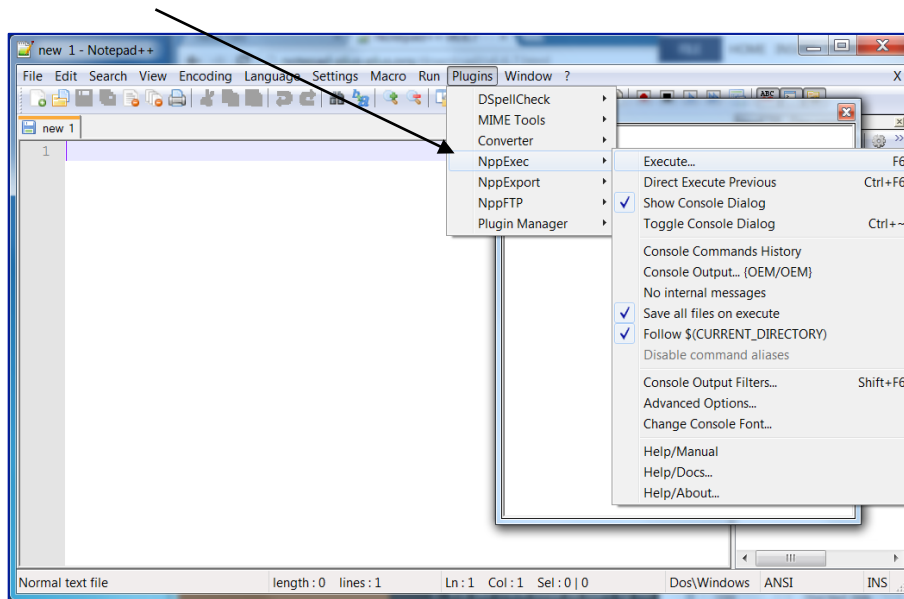 new 1 - Notepad++
File Edit Search View Encoding Language Settings Macro Run Plugins Window ? X
new 1
1
DSpellCheck
MIME Tools
Converter
NppExec
NppExport
NppFTP
Plugin Manager
Execute... F6
Direct Execute Previous Ctrl+F6
Show Console Dialog
Toggle Console Dialog Ctrl+~
Console Commands History
Console Output... {OEM/OEM}
No internal messages
Save all files on execute
Follow $(CURRENT_DIRECTORY)
Disable command aliases
Console Output Filters... Shift+F6
Advanced Options...
Change Console Font...
Help/Manual
Help/Docs...
Help/About...
Normal text file length : 0 lines : 1 Ln : 1 Col : 1 Sel : 0 | 0 Dos\Windows ANSI INS